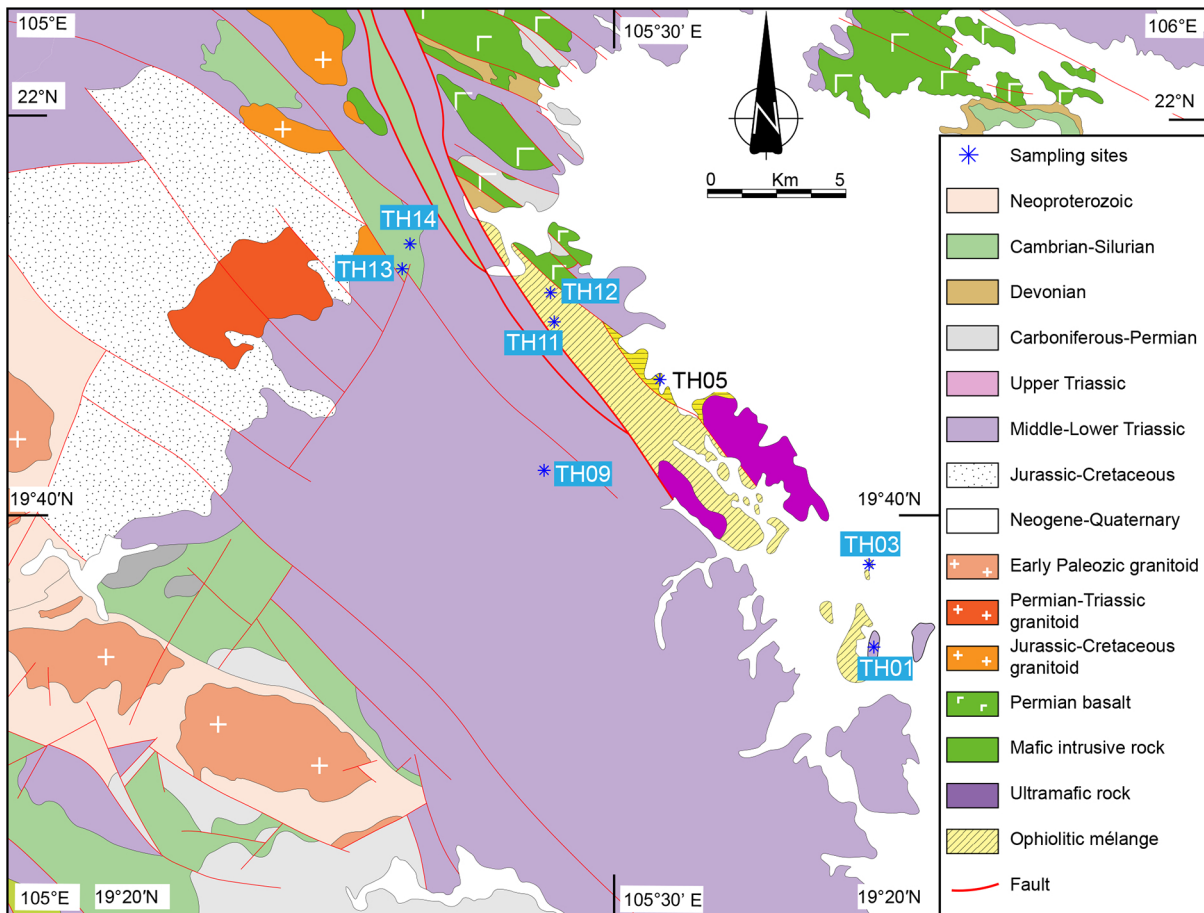 105°E
105°30′ E
106°E
22°N
N
22°N
0 Km 5
TH14
TH13
TH12
TH11
TH05
TH09
19°40′N
19°40′N
TH03
TH01
105°E 19°20′N
105°30′ E
19°20′N
Sampling sites
Neoproterozoic
Cambrian-Silurian
Devonian
Carboniferous-Permian
Upper Triassic
Middle-Lower Triassic
Jurassic-Cretaceous
Neogene-Quaternary
Early Paleozic granitoid
Permian-Triassic
granitoid
Jurassic-Cretaceous
granitoid
Permian basalt
Mafic intrusive rock
Ultramafic rock
Ophiolitic mélange
Fault